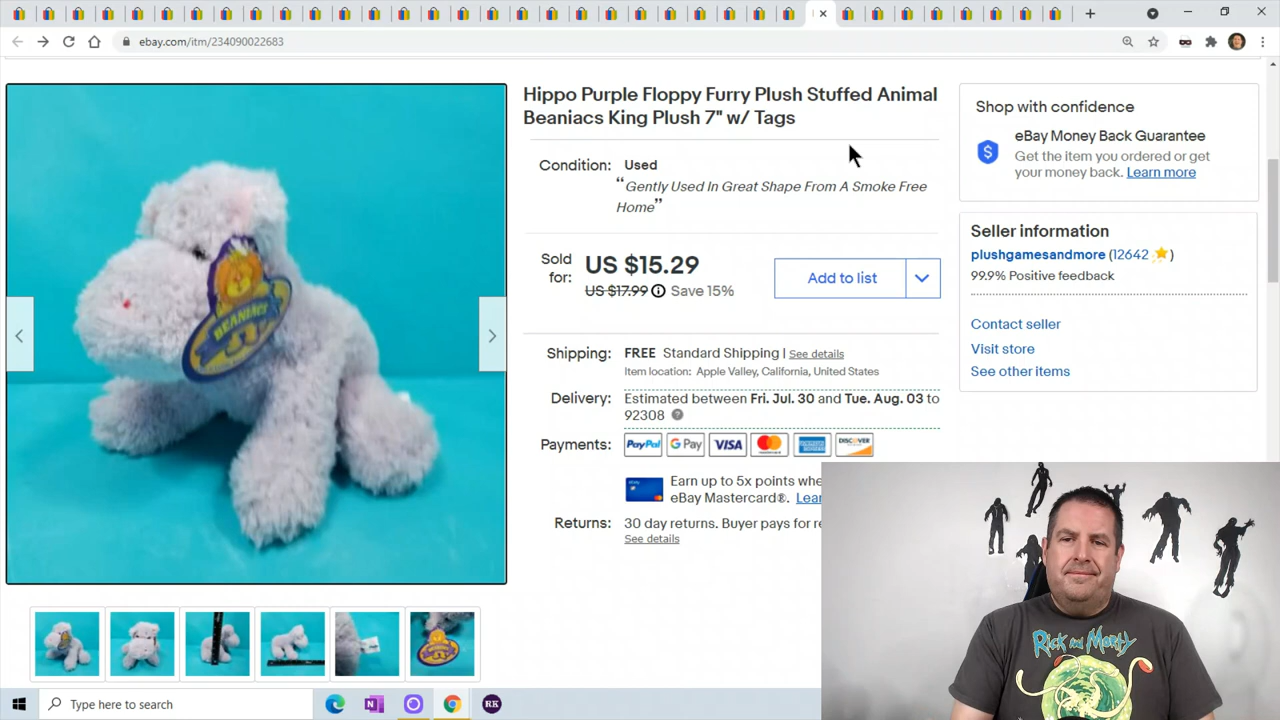 ebay.com/itm/234090022683
Hippo Purple Floppy Furry Plush Stuffed Animal
Beaniacs King Plush 7" w/ Tags
Condition: Used
“Gently Used In Great Shape From A Smoke Free
Home”
Sold
for:
US $15.29
US $17.99 Save 15%
Add to list
Shipping: FREE Standard Shipping | See details
Item location: Apple Valley, California, United States
Delivery: Estimated between Fri. Jul. 30 and Tue. Aug. 03 to
92308
Payments: PayPal G Pay VISA MasterCard DISCOVER
Earn up to 5x points whe
eBay Mastercard®. Lear
Returns: 30 day returns. Buyer pays for re
See details
Shop with confidence
eBay Money Back Guarantee
Get the item you ordered or get
your money back. Learn more
Seller information
plushgamesandmore (12642 )
99.9% Positive feedback
Contact seller
Visit store
See other items
BEANIACS
Rick and Morty
Type here to search
RK